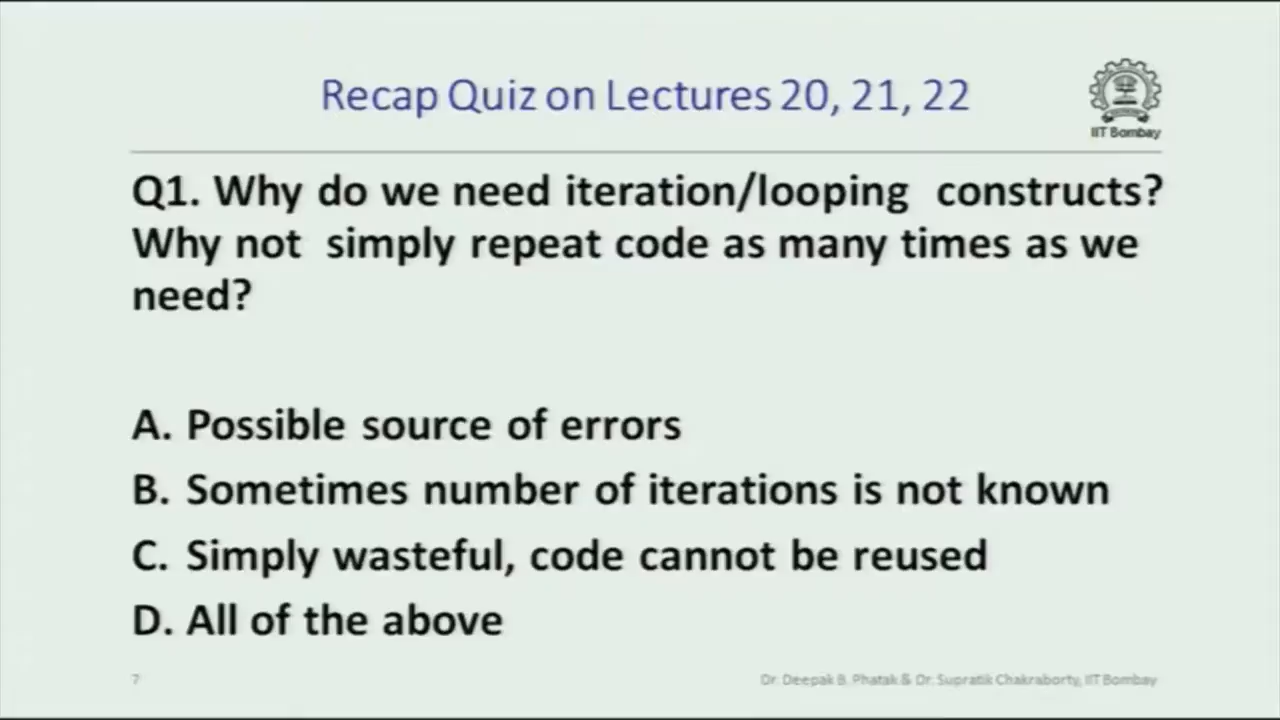 Recap Quiz on Lectures 20, 21, 22
IIT Bombay
Q1. Why do we need iteration/looping constructs?
Why not simply repeat code as many times as we
need?
A. Possible source of errors
B. Sometimes number of iterations is not known
C. Simply wasteful, code cannot be reused
D. All of the above
7
Dr. Deepak B. Phatak & Dr. Supratik Chakraborty, IIT Bombay